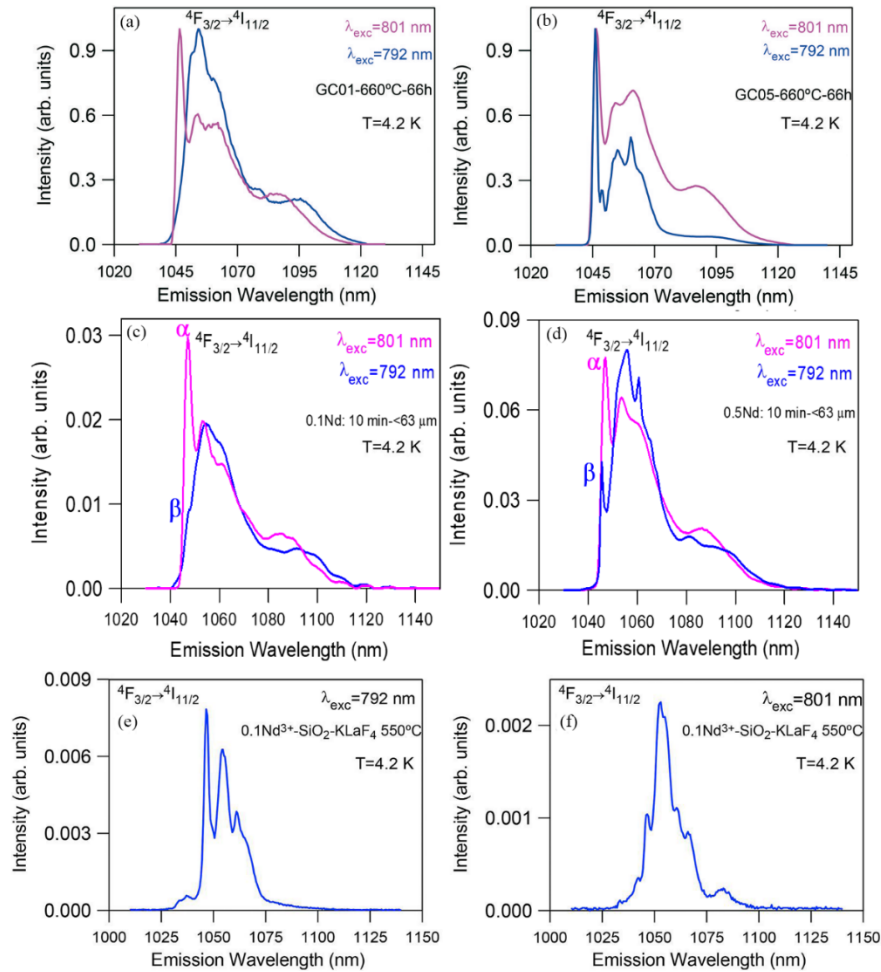 (a)
⁴F₃/₂→⁴I₁₁/₂
λexc=801 nm
λexc=792 nm
GC01-660ºC-66h
T=4.2 K
Intensity (arb. units)
0.9
0.6
0.3
0.0
1020 1045 1070 1095 1120 1145
Emission Wavelength (nm)
(b)
⁴F₃/₂→⁴I₁₁/₂
λexc=801 nm
λexc=792 nm
GC05-660ºC-66h
T=4.2 K
Intensity (arb. units)
0.9
0.6
0.3
0.0
1020 1045 1070 1095 1120 1145
Emission Wavelength (nm)
(c)
α
⁴F₃/₂→⁴I₁₁/₂
λexc=801 nm
λexc=792 nm
0.1Nd: 10 min-<63 μm
T=4.2 K
β
Intensity (arb. units)
0.03
0.02
0.01
0.00
1020 1040 1060 1080 1100 1120 1140
Emission Wavelength (nm)
(d)
⁴F₃/₂→⁴I₁₁/₂
α
λexc=801 nm
λexc=792 nm
0.5Nd: 10 min-<63 μm
T=4.2 K
β
Intensity (arb. units)
0.09
0.06
0.03
0.00
1020 1040 1060 1080 1100 1120 1140
Emission Wavelength (nm)
⁴F₃/₂→⁴I₁₁/₂
(e)
λexc=792 nm
0.1Nd³⁺-SiO₂-KLaF₄ 550ºC
T=4.2 K
Intensity (arb. units)
0.009
0.006
0.003
0.000
1000 1025 1050 1075 1100 1125 1150
Emission Wavelength (nm)
⁴F₃/₂→⁴I₁₁/₂
(f)
λexc=801 nm
0.1Nd³⁺-SiO₂-KLaF₄ 550ºC
T=4.2 K
Intensity (arb. units)
0.002
0.001
0.000
1000 1025 1050 1075 1100 1125 1150
Emission Wavelength (nm)